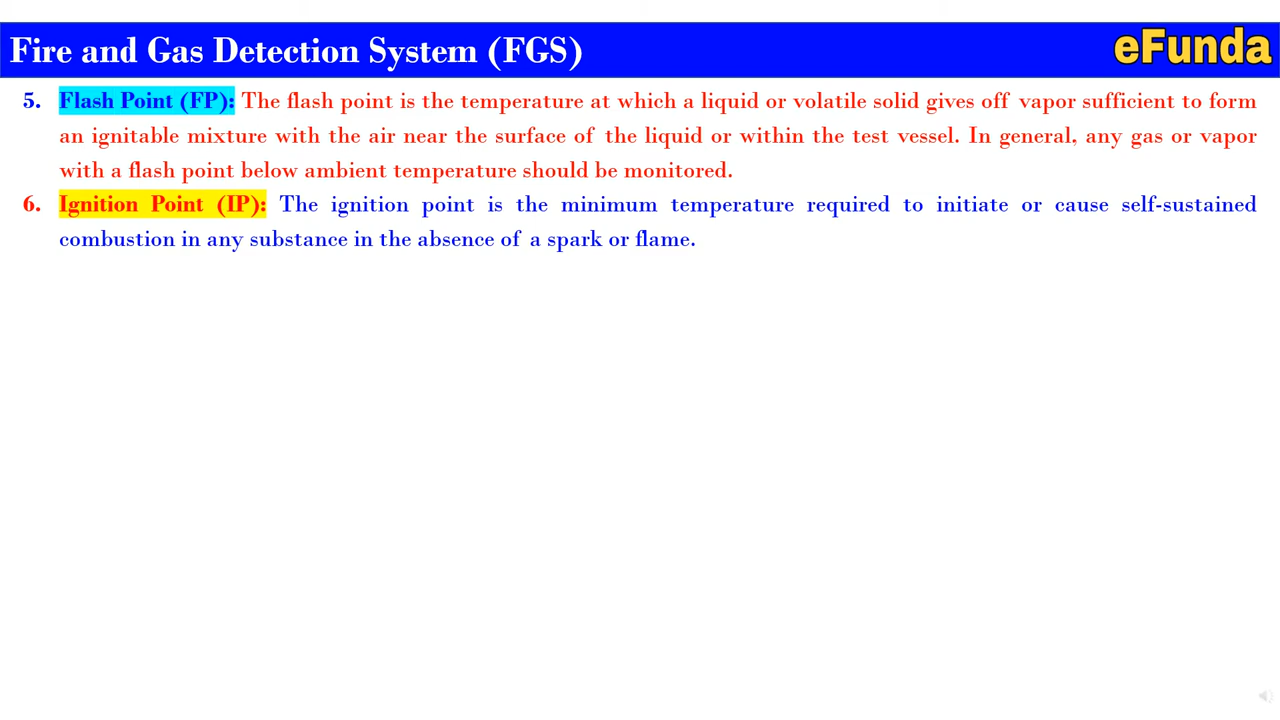 Fire and Gas Detection System (FGS)
eFunda
5. Flash Point (FP): The flash point is the temperature at which a liquid or volatile solid gives off vapor sufficient to form
an ignitable mixture with the air near the surface of the liquid or within the test vessel. In general, any gas or vapor
with a flash point below ambient temperature should be monitored.
6. Ignition Point (IP): The ignition point is the minimum temperature required to initiate or cause self-sustained
combustion in any substance in the absence of a spark or flame.